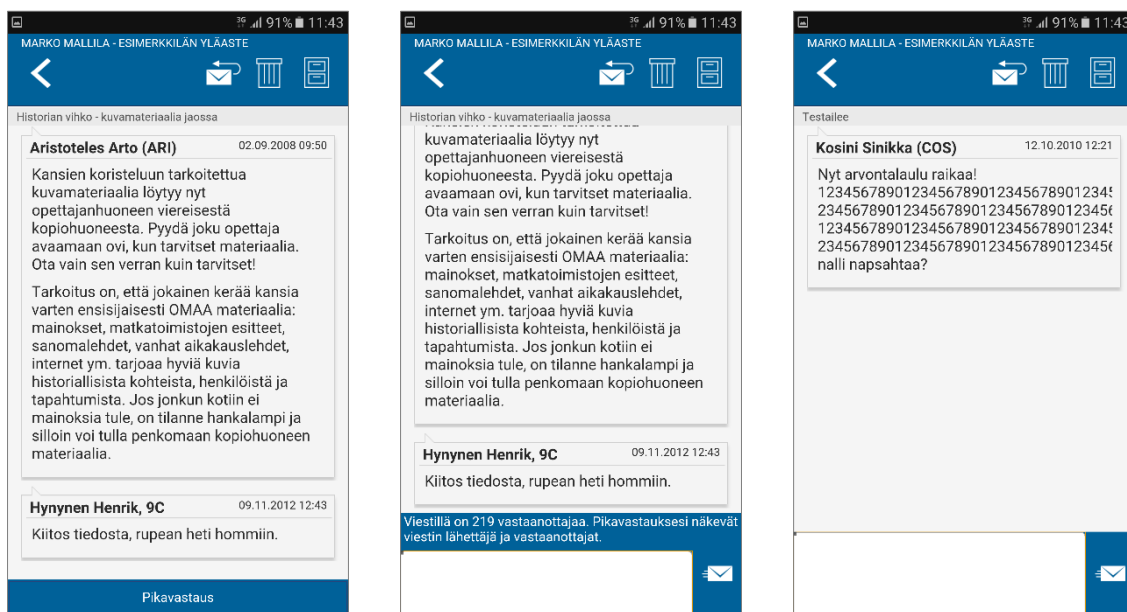 3G 91% 11:43
MARKO MALLILA - ESIMERKKILÄN YLÄASTE
Historian vihko - kuvamateriaalia jaossa
Aristoteles Arto (ARI) 02.09.2008 09:50
Kansien koristeluun tarkoitettua
kuvamateriaalia löytyy nyt
opettajanhuoneen viereisestä
kopiohuoneesta. Pyydä joku opettaja
avaamaan ovi, kun tarvitset materiaalia.
Ota vain sen verran kuin tarvitset!
Tarkoitus on, että jokainen kerää kansia
varten ensisijaisesti OMAA materiaalia:
mainokset, matkatoimistojen esitteet,
sanomalehdet, vanhat aikakauslehdet,
internet ym. tarjoaa hyviä kuvia
historiallisista kohteista, henkilöistä ja
tapahtumista. Jos jonkun kotiin ei
mainoksia tule, on tilanne hankalampi ja
silloin voi tulla penkomaan kopiohuoneen
materiaalia.
Hynynen Henrik, 9C 09.11.2012 12:43
Kiitos tiedosta, rupean heti hommiin.
Pikavastaus
3G 91% 11:43
MARKO MALLILA - ESIMERKKILÄN YLÄASTE
Historian vihko - kuvamateriaalia jaossa
kuvamateriaalia löytyy nyt
opettajanhuoneen viereisestä
kopiohuoneesta. Pyydä joku opettaja
avaamaan ovi, kun tarvitset materiaalia.
Ota vain sen verran kuin tarvitset!
Tarkoitus on, että jokainen kerää kansia
varten ensisijaisesti OMAA materiaalia:
mainokset, matkatoimistojen esitteet,
sanomalehdet, vanhat aikakauslehdet,
internet ym. tarjoaa hyviä kuvia
historiallisista kohteista, henkilöistä ja
tapahtumista. Jos jonkun kotiin ei
mainoksia tule, on tilanne hankalampi ja
silloin voi tulla penkomaan kopiohuoneen
materiaalia.
Hynynen Henrik, 9C 09.11.2012 12:43
Kiitos tiedosta, rupean heti hommiin.
Viestillä on 219 vastaanottajaa. Pikavastauksesi näkevät
viestin lähettäjä ja vastaanottajat.
3G 91% 11:43
MARKO MALLILA - ESIMERKKILÄN YLÄASTE
Testailee
Kosini Sinikka (COS) 12.10.2010 12:21
Nyt arvontalaulu raikaa!
12345678901234567890123456789012345
23456789012345678901234567890123456
12345678901234567890123456789012345
23456789012345678901234567890123456
nalli napsahtaa?